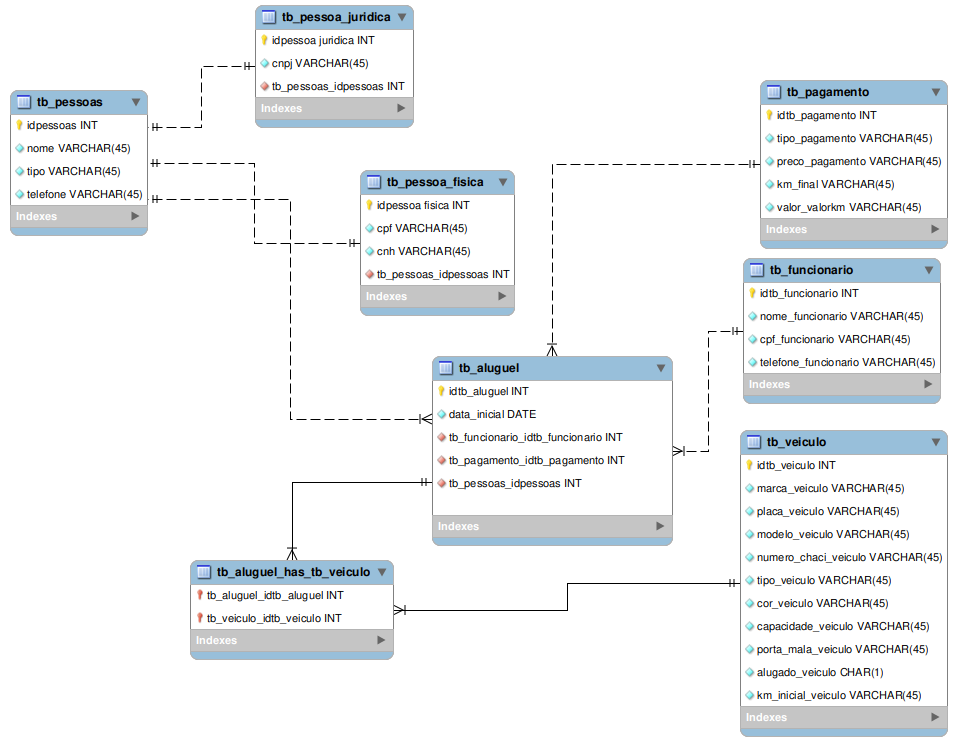 tb_pessoa_juridica
idpessoa juridica INT
cnpj VARCHAR(45)
tb_pessoas_idpessoas INT
Indexes
tb_pessoas
idpessoas INT
nome VARCHAR(45)
tipo VARCHAR(45)
telefone VARCHAR(45)
Indexes
tb_pessoa_fisica
idpessoa fisica INT
cpf VARCHAR(45)
cnh VARCHAR(45)
tb_pessoas_idpessoas INT
Indexes
tb_pagamento
idtb_pagamento INT
tipo_pagamento VARCHAR(45)
preco_pagamento VARCHAR(45)
km_final VARCHAR(45)
valor_valorkm VARCHAR(45)
Indexes
tb_funcionario
idtb_funcionario INT
nome_funcionario VARCHAR(45)
cpf_funcionario VARCHAR(45)
telefone_funcionario VARCHAR(45)
Indexes
tb_aluguel
idtb_aluguel INT
data_inicial DATE
tb_funcionario_idtb_funcionario INT
tb_pagamento_idtb_pagamento INT
tb_pessoas_idpessoas INT
Indexes
tb_veiculo
idtb_veiculo INT
marca_veiculo VARCHAR(45)
placa_veiculo VARCHAR(45)
modelo_veiculo VARCHAR(45)
numero_chaci_veiculo VARCHAR(45)
tipo_veiculo VARCHAR(45)
cor_veiculo VARCHAR(45)
capacidade_veiculo VARCHAR(45)
porta_mala_veiculo VARCHAR(45)
alugado_veiculo CHAR(1)
km_inicial_veiculo VARCHAR(45)
Indexes
tb_aluguel_has_tb_veiculo
tb_aluguel_idtb_aluguel INT
tb_veiculo_idtb_veiculo INT
Indexes